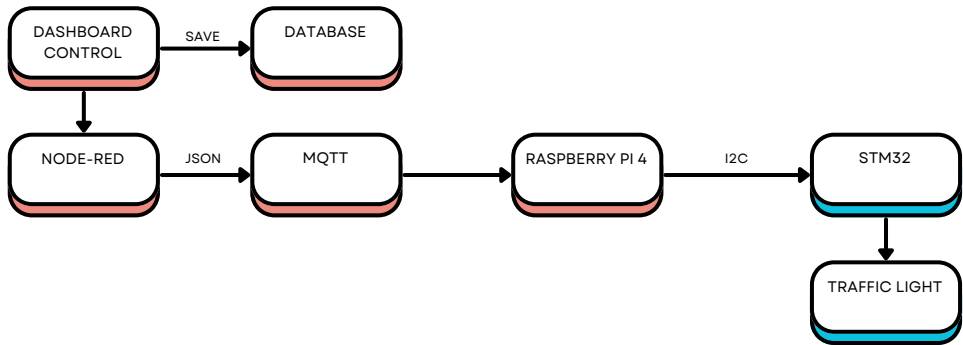 DASHBOARD
CONTROL
SAVE
DATABASE
NODE-RED
JSON
MQTT
RASPBERRY PI 4
I2C
STM32
TRAFFIC LIGHT